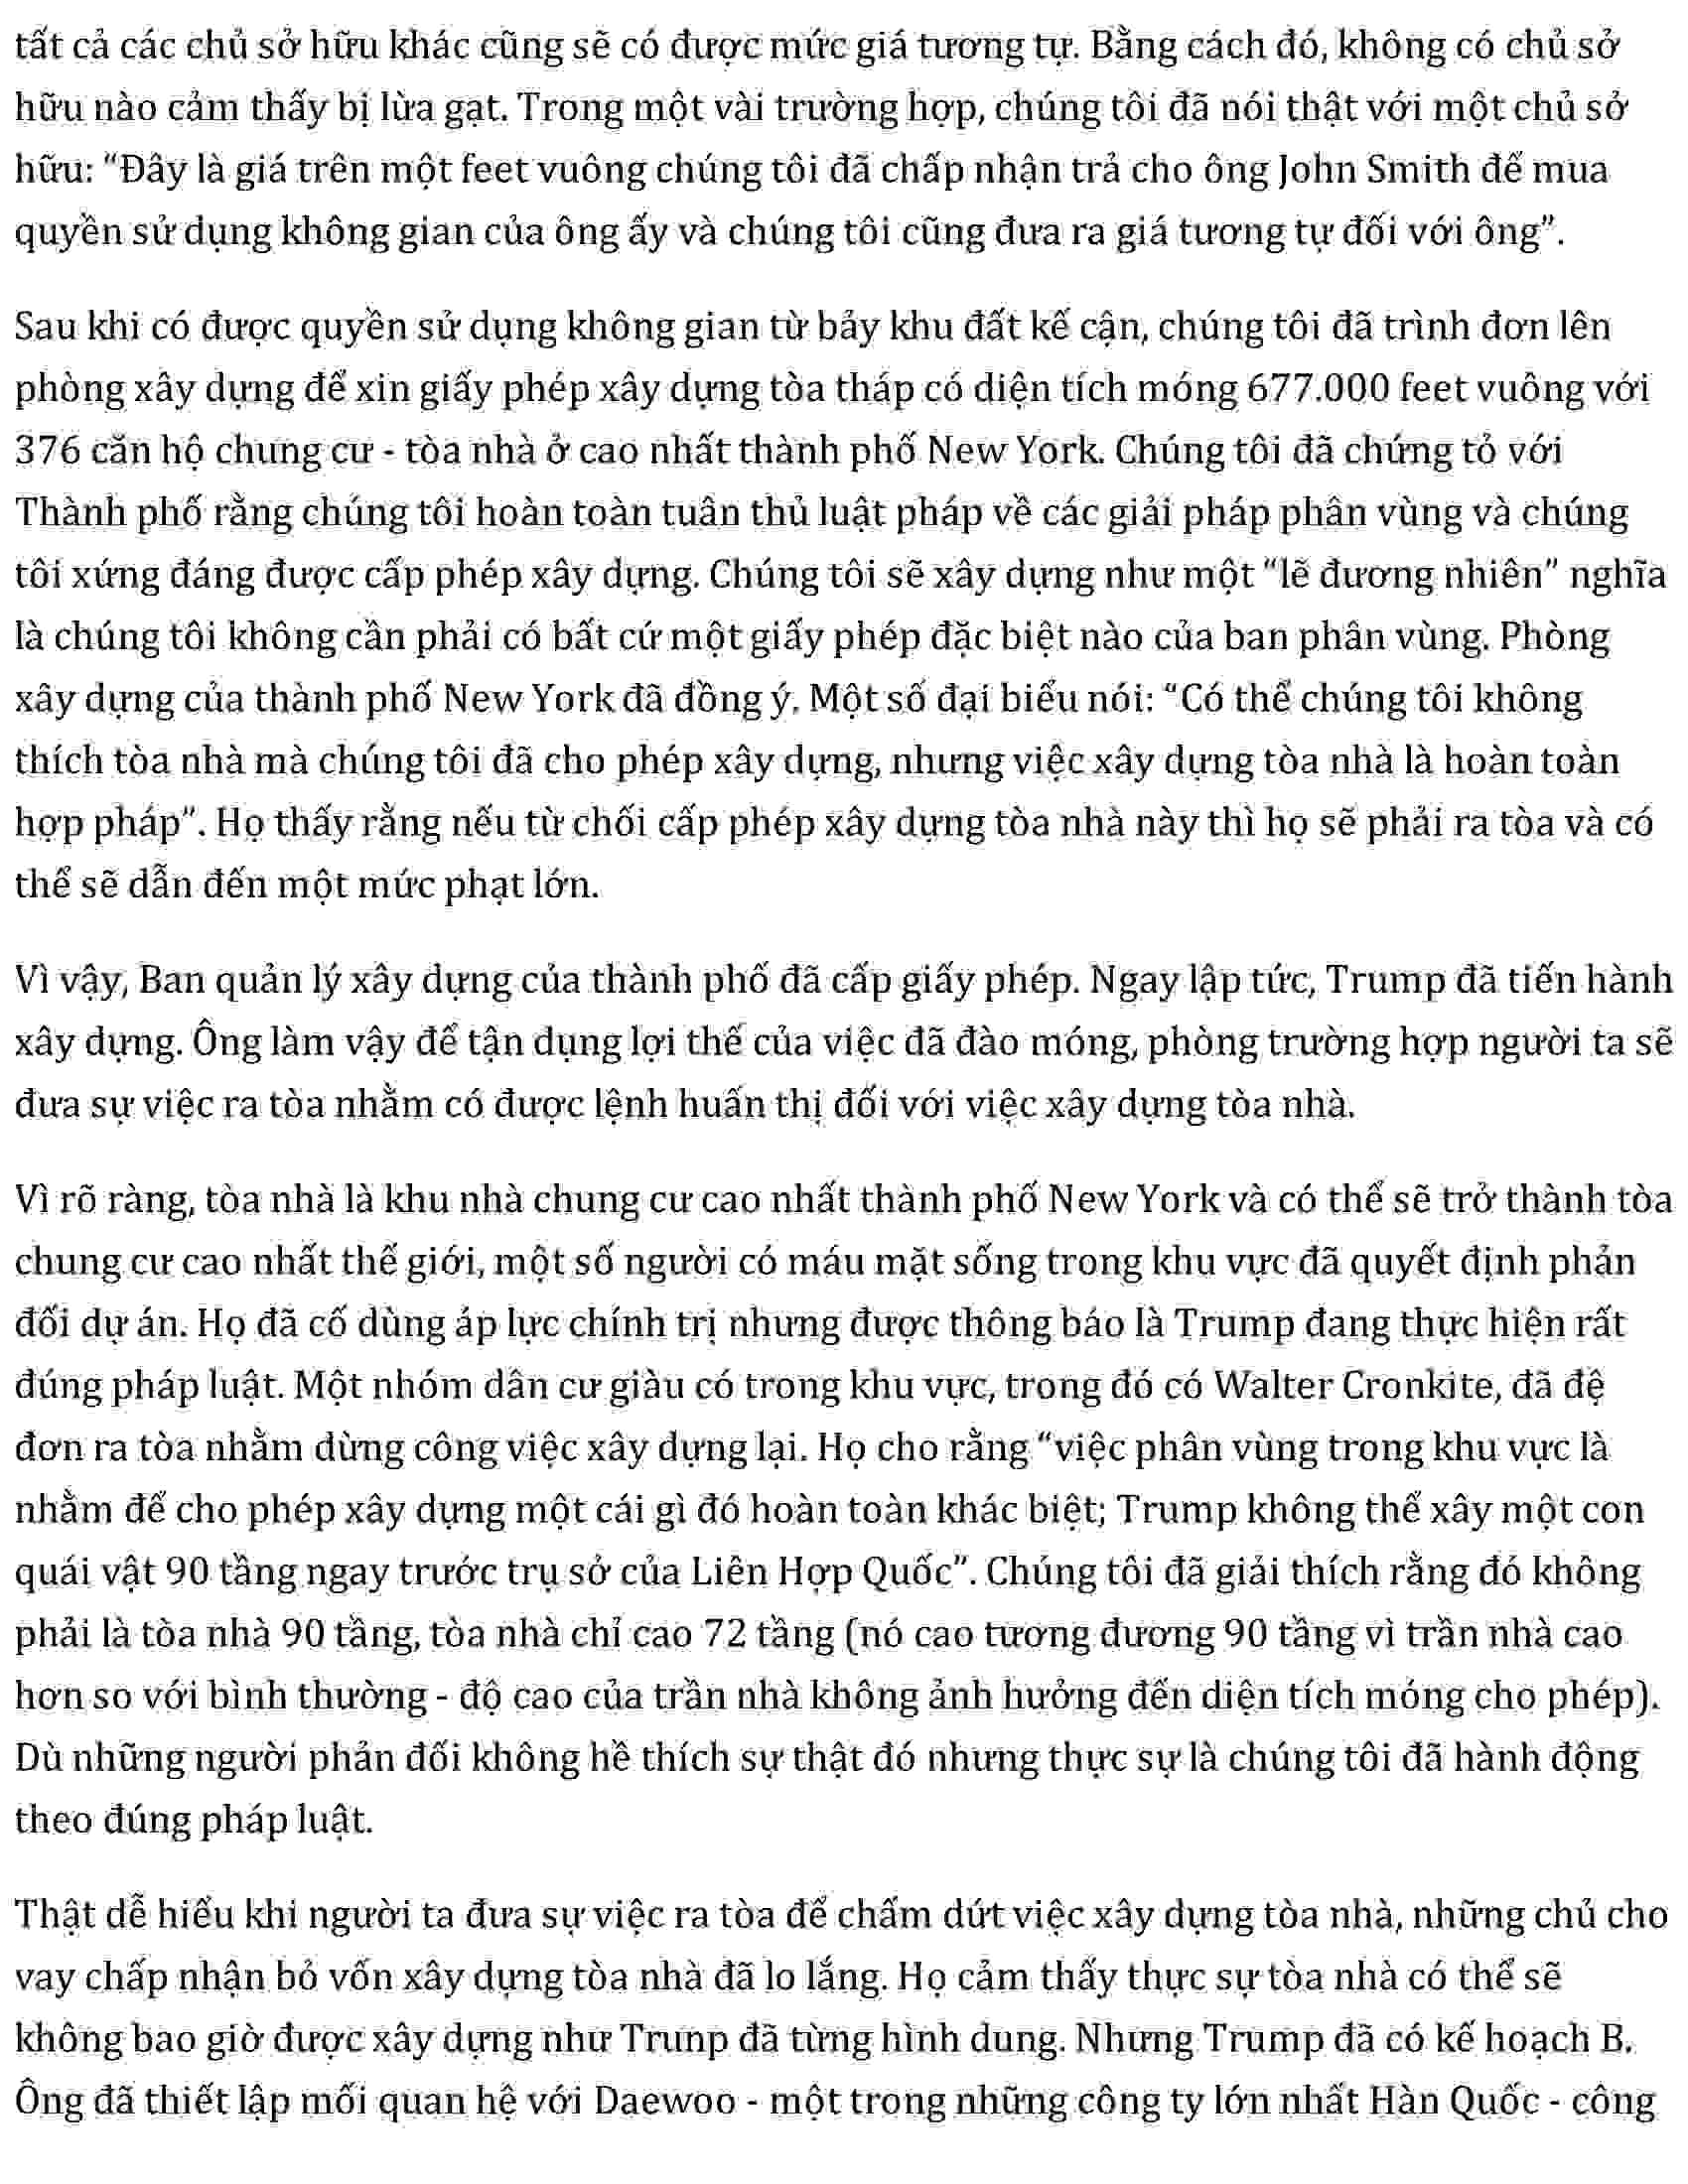 tất cả các chủ sở hữu khác cũng sẽ có được mức giá tương tự. Bằng cách đó, không có chủ sở
hữu nào cảm thấy bị lừa gạt. Trong một vài trường hợp, chúng tôi đã nói thật với một chủ sở
hữu: “Đây là giá trên một feet vuông chúng tôi đã chấp nhận trả cho ông John Smith để mua
quyền sử dụng không gian của ông ấy và chúng tôi cũng đưa ra giá tương tự đối với ông”.
Sau khi có được quyền sử dụng không gian từ bảy khu đất kế cận, chúng tôi đã trình đơn lên
phòng xây dựng để xin giấy phép xây dựng tòa tháp có diện tích móng 677.000 feet vuông với
376 căn hộ chung cư - tòa nhà ở cao nhất thành phố New York. Chúng tôi đã chứng tỏ với
Thành phố rằng chúng tôi hoàn toàn tuân thủ luật pháp về các giải pháp phân vùng và chúng
tôi xứng đáng được cấp phép xây dựng. Chúng tôi sẽ xây dựng như một “lẽ đương nhiên” nghĩa
là chúng tôi không cần phải có bất cứ một giấy phép đặc biệt nào của ban phân vùng. Phòng
xây dựng của thành phố New York đã đồng ý. Một số đại biểu nói: “Có thể chúng tôi không
thích tòa nhà mà chúng tôi đã cho phép xây dựng, nhưng việc xây dựng tòa nhà là hoàn toàn
hợp pháp”. Họ thấy rằng nếu từ chối cấp phép xây dựng tòa nhà này thì họ sẽ phải ra tòa và có
thể sẽ dẫn đến một mức phạt lớn.
Vì vậy, Ban quản lý xây dựng của thành phố đã cấp giấy phép. Ngay lập tức, Trump đã tiến hành
xây dựng. Ông làm vậy để tận dụng lợi thế của việc đã đào móng, phòng trường hợp người ta sẽ
đưa sự việc ra tòa nhằm có được lệnh huấn thị đối với việc xây dựng tòa nhà.
Vì rõ ràng, tòa nhà là khu nhà chung cư cao nhất thành phố New York và có thể sẽ trở thành tòa
chung cư cao nhất thế giới, một số người có máu mặt sống trong khu vực đã quyết định phản
đối dự án. Họ đã cố dùng áp lực chính trị nhưng được thông báo là Trump đang thực hiện rất
đúng pháp luật. Một nhóm dân cư giàu có trong khu vực, trong đó có Walter Cronkite, đã đệ
đơn ra tòa nhằm dừng công việc xây dựng lại. Họ cho rằng “việc phân vùng trong khu vực là
nhằm để cho phép xây dựng một cái gì đó hoàn toàn khác biệt; Trump không thể xây một con
quái vật 90 tầng ngay trước trụ sở của Liên Hợp Quốc”. Chúng tôi đã giải thích rằng đó không
phải là tòa nhà 90 tầng, tòa nhà chỉ cao 72 tầng (nó cao tương đương 90 tầng vì trần nhà cao
hơn so với bình thường - độ cao của trần nhà không ảnh hưởng đến diện tích móng cho phép).
Dù những người phản đối không hề thích sự thật đó nhưng thực sự là chúng tôi đã hành động
theo đúng pháp luật.
Thật dễ hiểu khi người ta đưa sự việc ra tòa để chấm dứt việc xây dựng tòa nhà, những chủ cho
vay chấp nhận bỏ vốn xây dựng tòa nhà đã lo lắng. Họ cảm thấy thực sự tòa nhà có thể sẽ
không bao giờ được xây dựng như Trunp đã từng hình dung. Nhưng Trump đã có kế hoạch B.
Ông đã thiết lập mối quan hệ với Daewoo - một trong những công ty lớn nhất Hàn Quốc - công